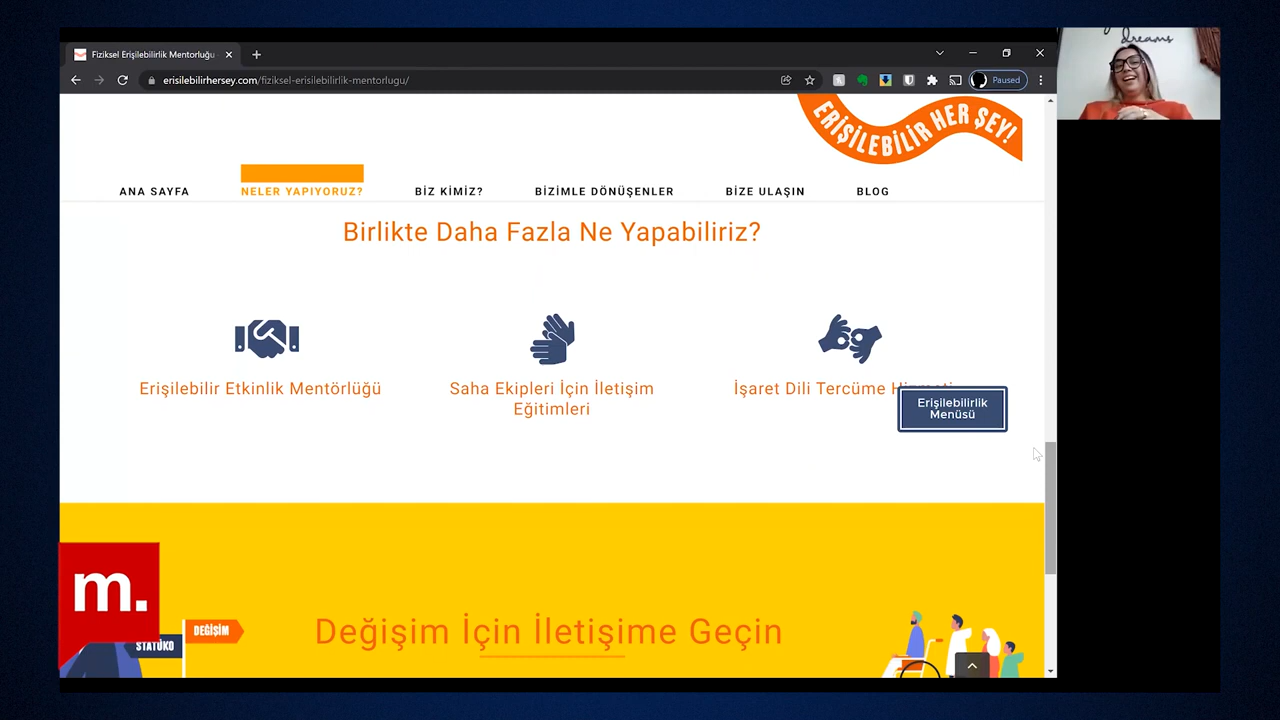 dreams
Fiziksel Erişilebilirlik Mentorluğu
erisilebilirhersey.com/fiziksel-erisilebilirlik-mentorlugu/
Paused
ERİŞİLEBİLİR HER ŞEY!
ANA SAYFA
NELER YAPIYORUZ?
BİZ KİMİZ?
BİZİMLE DÖNÜŞENLER
BİZE ULAŞIN
BLOG
Birlikte Daha Fazla Ne Yapabiliriz?
Erişilebilir Etkinlik Mentörlüğü
Saha Ekipleri İçin İletişim
Eğitimleri
İşaret Dili Tercüme Hizmeti
Erişilebilirlik
Menüsü
m.
DEĞİŞİM
STATÜKO
Değişim İçin İletişime Geçin